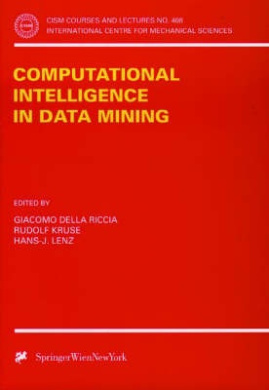 CISM COURSES AND LECTURES NO. 408
INTERNATIONAL CENTRE FOR MECHANICAL SCIENCES
COMPUTATIONAL
INTELLIGENCE
IN DATA MINING
EDITED BY
GIACOMO DELLA RICCIA
RUDOLF KRUSE
HANS-J. LENZ
SpringerWienNewYork